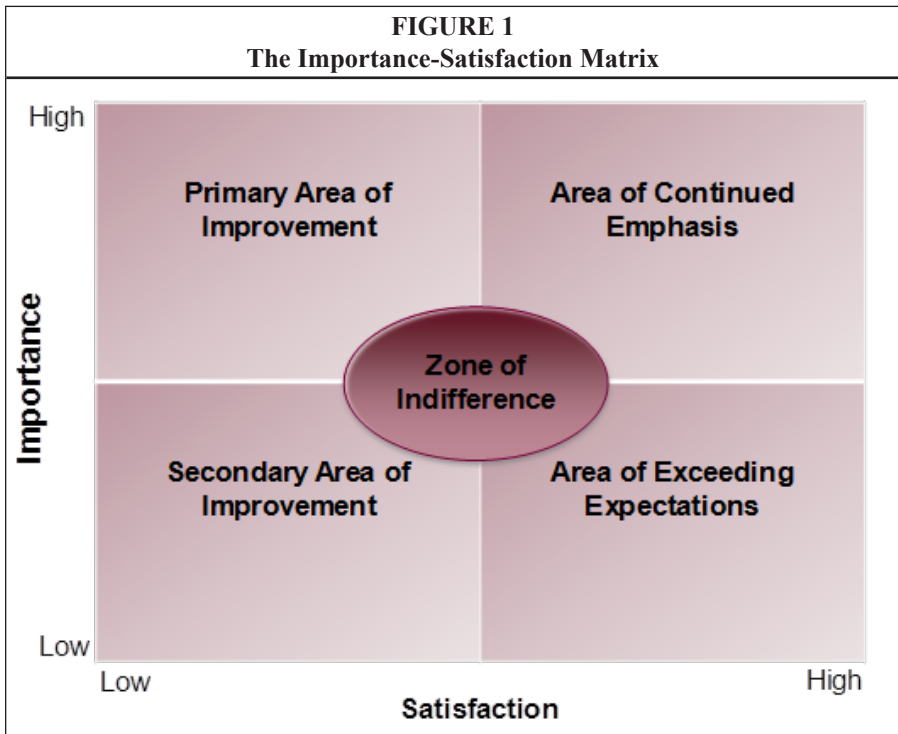 FIGURE 1
The Importance-Satisfaction Matrix
High
Primary Area of
Improvement
Area of Continued
Emphasis
Importance
Zone of
Indifference
Secondary Area of
Improvement
Area of Exceeding
Expectations
Low
Low
High
Satisfaction